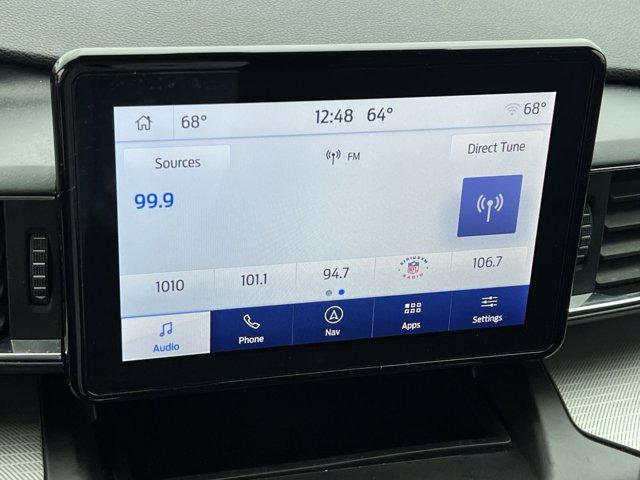 68° 12:48 64° 68°
Sources FM Direct Tune
99.9
1010 101.1 94.7 SIRIUSXM NFL RADIO 106.7
Audio Phone Nav Apps Settings